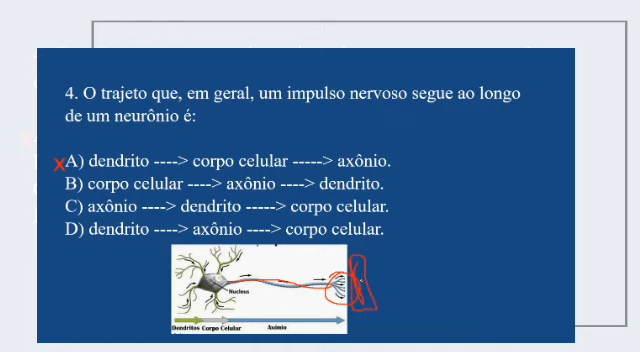 4. O trajeto que, em geral, um impulso nervoso segue ao longo
de um neurônio é:
XA) dendrito ----> corpo celular -----> axônio.
B) corpo celular ----> axônio ----> dendrito.
C) axônio ----> dendrito -----> corpo celular.
D) dendrito ----> axônio ----> corpo celular.
Nucleus
Dendritos Corpo Celular Axônio